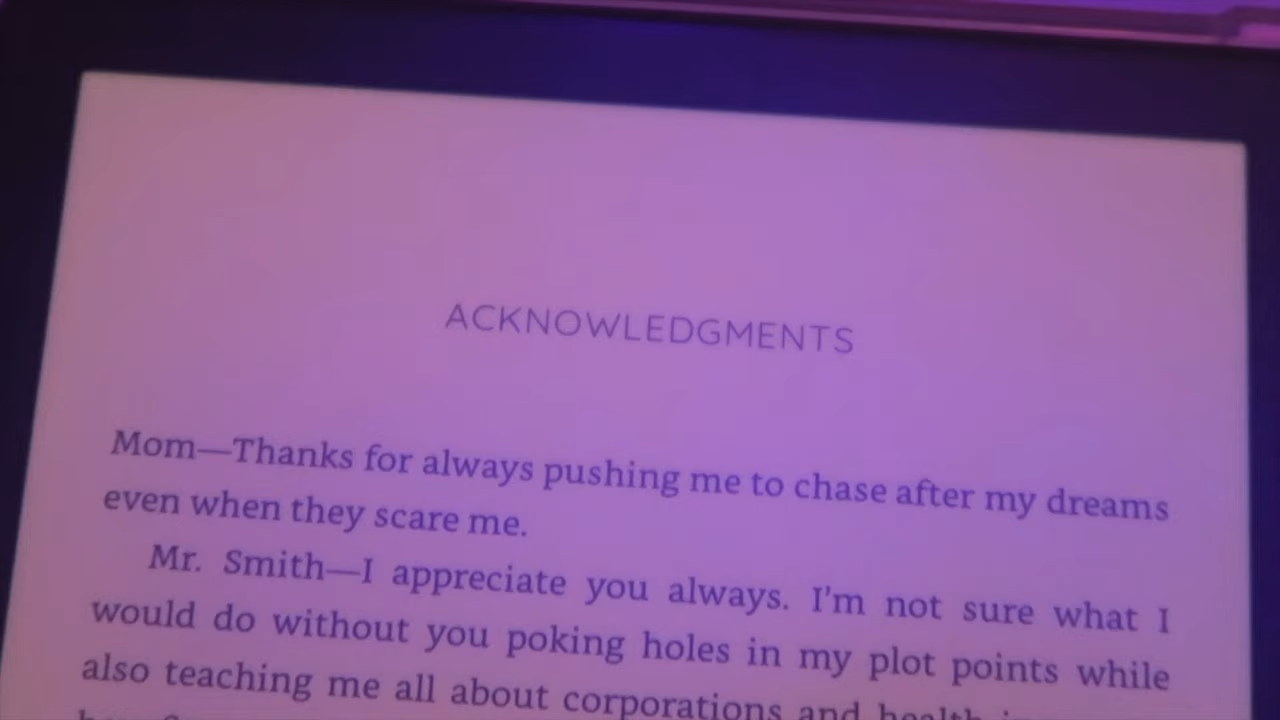 ACKNOWLEDGMENTS
Mom—Thanks for always pushing me to chase after my dreams
even when they scare me.
Mr. Smith—I appreciate you always. I'm not sure what I
would do without you poking holes in my plot points while
also teaching me all about corporations and health